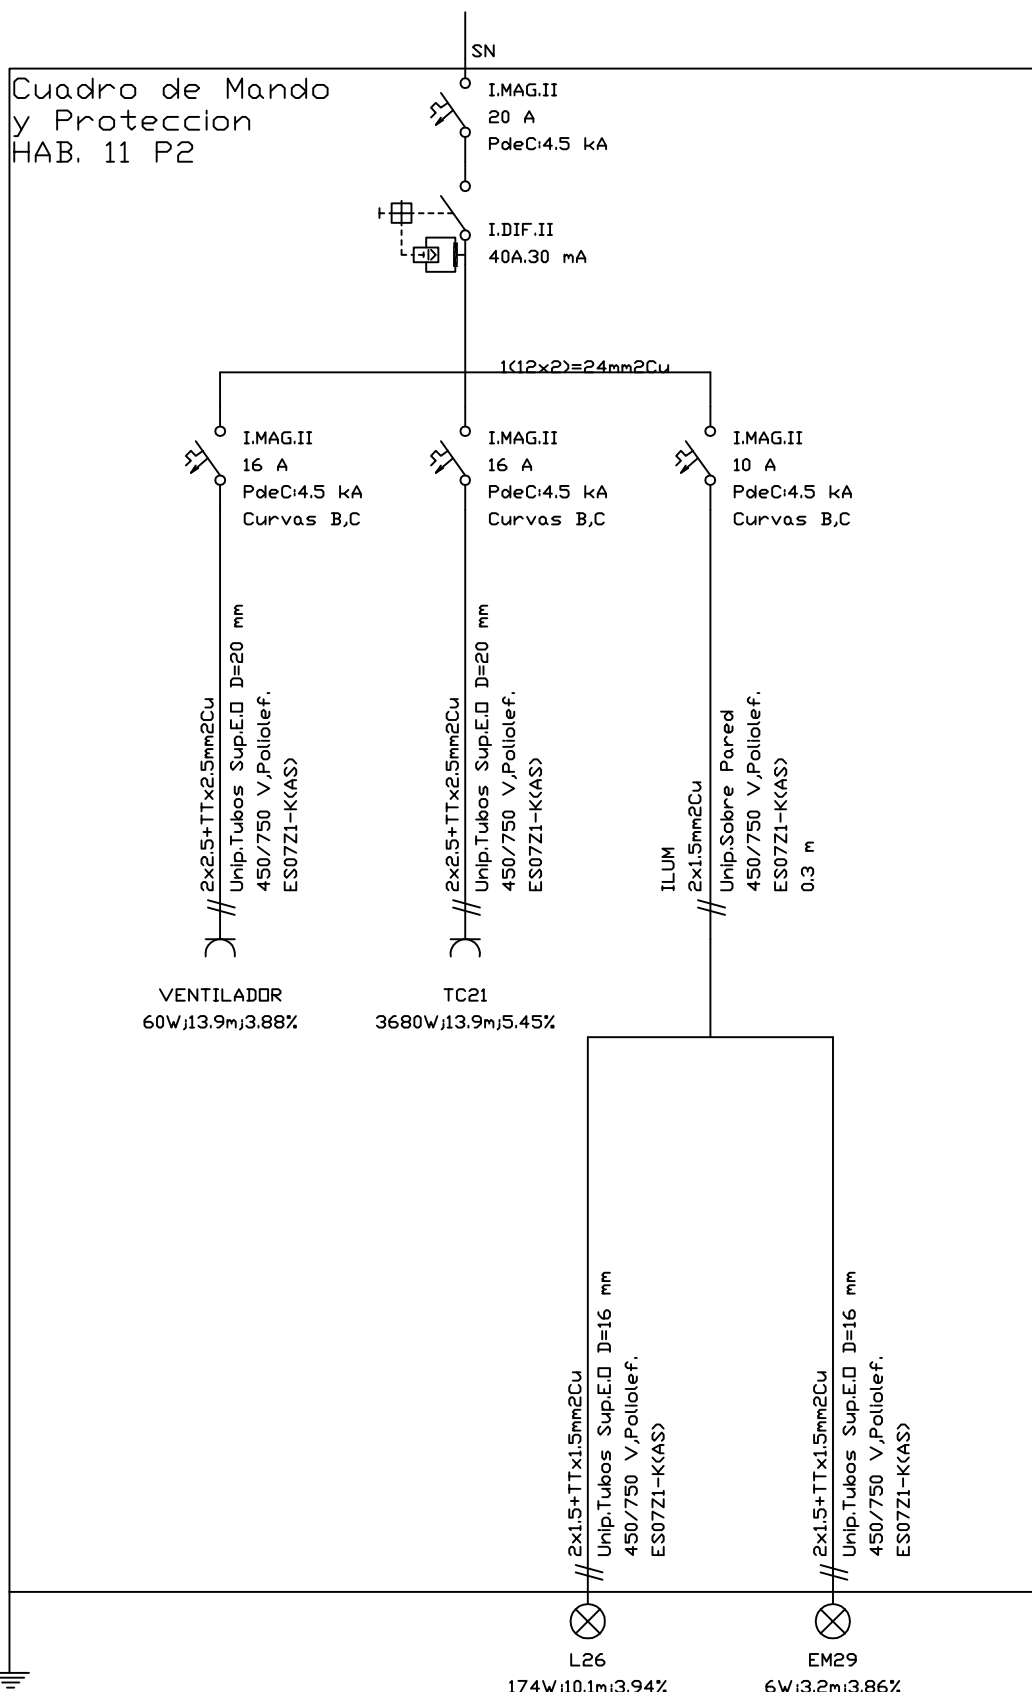 SN
Cuadro de Mando
y Proteccion
HAB. 11 P2
I.MAG.II
20 A
PdeC:4.5 kA
I.DIF.II
40A.30 mA
1(12x2)=24mm2Cu
I.MAG.II
16 A
PdeC:4.5 kA
Curvas B,C
I.MAG.II
16 A
PdeC:4.5 kA
Curvas B,C
I.MAG.II
10 A
PdeC:4.5 kA
Curvas B,C
2x2.5+TTx2.5mm2Cu
Unip.Tubos Sup.E.O D=20 mm
450/750 V,Poliolef.
ES07Z1-K(AS)
2x2.5+TTx2.5mm2Cu
Unip.Tubos Sup.E.O D=20 mm
450/750 V,Poliolef.
ES07Z1-K(AS)
ILUM
2x1.5mm2Cu
Unip.Sobre Pared
450/750 V,Poliolef.
ES07Z1-K(AS)
0.3 m
VENTILADOR
60W;13.9m;3.88%
TC21
3680W;13.9m;5.45%
2x1.5+TTx1.5mm2Cu
Unip.Tubos Sup.E.O D=16 mm
450/750 V,Poliolef.
ES07Z1-K(AS)
2x1.5+TTx1.5mm2Cu
Unip.Tubos Sup.E.O D=16 mm
450/750 V,Poliolef.
ES07Z1-K(AS)
L26
174W;10.1m;3.94%
EM29
6W;3.2m;3.86%